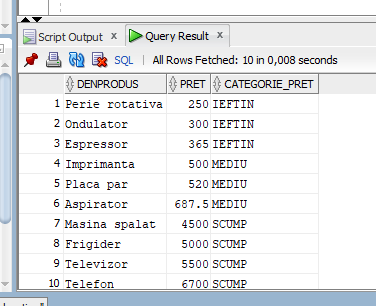 Script Output x Query Result x
SQL | All Rows Fetched: 10 in 0,008 seconds
DENPRODUS PRET CATEGORIE_PRET
1 Perie rotativa 250 IEFTIN
2 Ondulator 300 IEFTIN
3 Espressor 365 IEFTIN
4 Imprimanta 500 MEDIU
5 Placa par 520 MEDIU
6 Aspirator 687.5 MEDIU
7 Masina spalat 4500 SCUMP
8 Frigider 5000 SCUMP
9 Televizor 5500 SCUMP
10 Telefon 6700 SCUMP